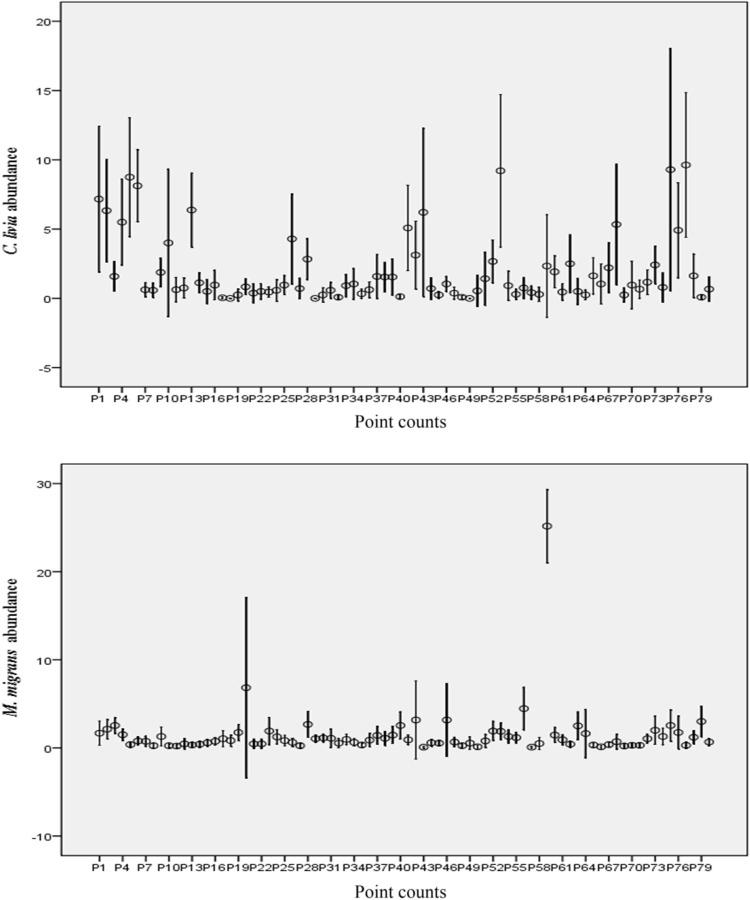 20
15
10
5
0
-5
C. livia abundance
P1 P4 P7 P10 P13 P16 P19 P22 P25 P28 P31 P34 P37 P40 P43 P46 P49 P52 P55 P58 P61 P64 P67 P70 P73 P76 P79
Point counts
30
20
10
0
-10
M. migrans abundance
P1 P4 P7 P10 P13 P16 P19 P22 P25 P28 P31 P34 P37 P40 P43 P46 P49 P52 P55 P58 P61 P64 P67 P70 P73 P76 P79
Point counts